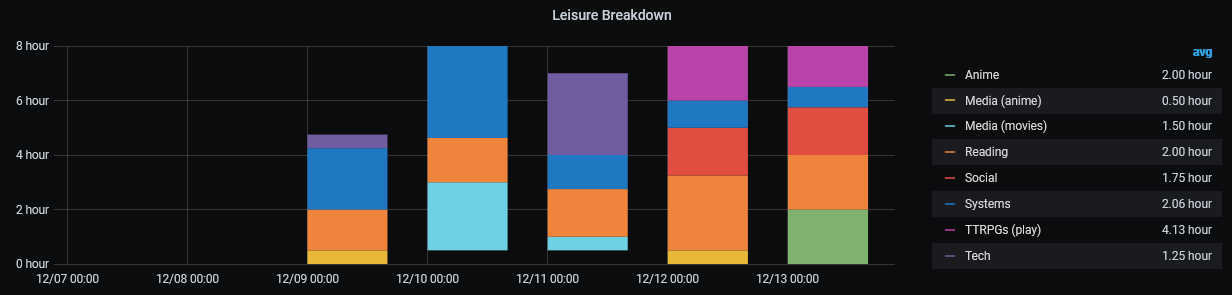 Leisure Breakdown
8 hour
6 hour
4 hour
2 hour
0 hour
12/07 00:00 12/08 00:00 12/09 00:00 12/10 00:00 12/11 00:00 12/12 00:00 12/13 00:00
avg
Anime 2.00 hour
Media (anime) 0.50 hour
Media (movies) 1.50 hour
Reading 2.00 hour
Social 1.75 hour
Systems 2.06 hour
TTRPGs (play) 4.13 hour
Tech 1.25 hour